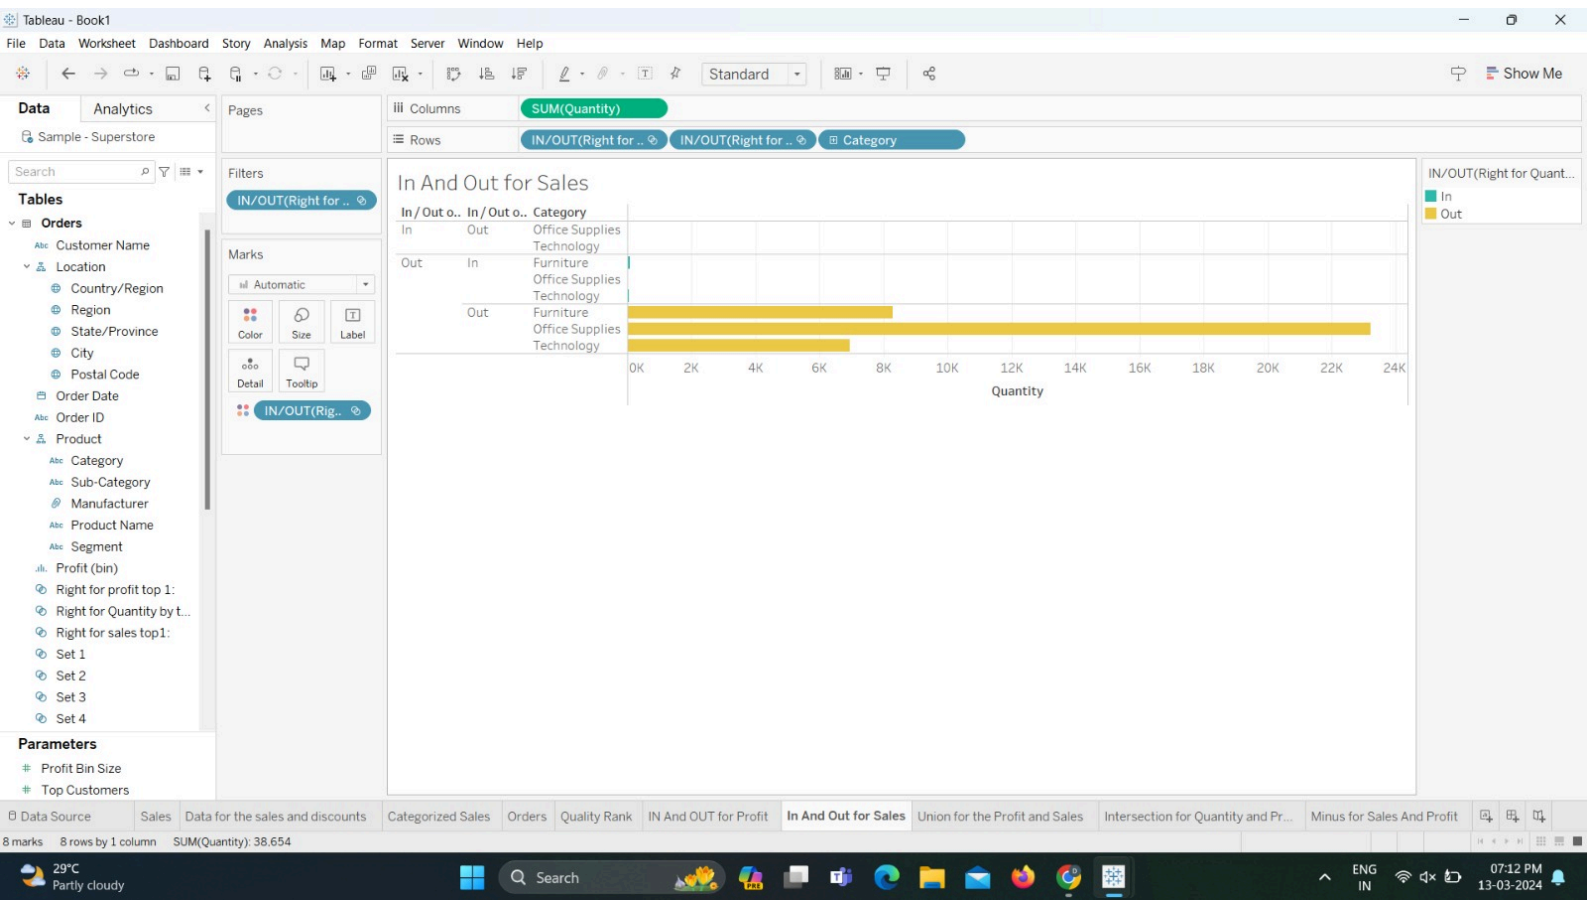 Tableau - Book1
File Data Worksheet Dashboard Story Analysis Map Format Server Window Help
Standard
Show Me
Data Analytics
Sample - Superstore
Search
Tables
Orders
Abc Customer Name
Location
Country/Region
Region
State/Province
City
Postal Code
Order Date
Abc Order ID
Product
Abc Category
Abc Sub-Category
Manufacturer
Abc Product Name
Abc Segment
Profit (bin)
Right for profit top 1:
Right for Quantity by t...
Right for sales top1:
Set 1
Set 2
Set 3
Set 4
Parameters
# Profit Bin Size
# Top Customers
Pages
Filters
IN/OUT(Right for ..
Marks
Automatic
Color Size Label
Detail Tooltip
IN/OUT(Rig..
Columns SUM(Quantity)
Rows IN/OUT(Right for .. IN/OUT(Right for .. Category
In And Out for Sales
In / Out o.. In / Out o.. Category
In Out Office Supplies
Technology
Out In Furniture
Office Supplies
Technology
Out Furniture
Office Supplies
Technology
0K 2K 4K 6K 8K 10K 12K 14K 16K 18K 20K 22K 24K
Quantity
IN/OUT(Right for Quant...
In
Out
Data Source Sales Data for the sales and discounts Categorized Sales Orders Quality Rank IN And OUT for Profit In And Out for Sales Union for the Profit and Sales Intersection for Quantity and Pr... Minus for Sales And Profit
8 marks 8 rows by 1 column SUM(Quantity): 38,654
29°C
Partly cloudy
Search
PRE
ENG
IN
07:12 PM
13-03-2024